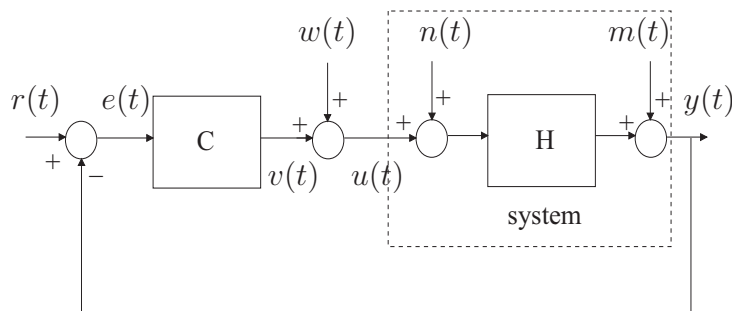 w(t) n(t) m(t)
+ + +
r(t) e(t) y(t)
+ + +
C H
+ −
v(t) u(t)
system